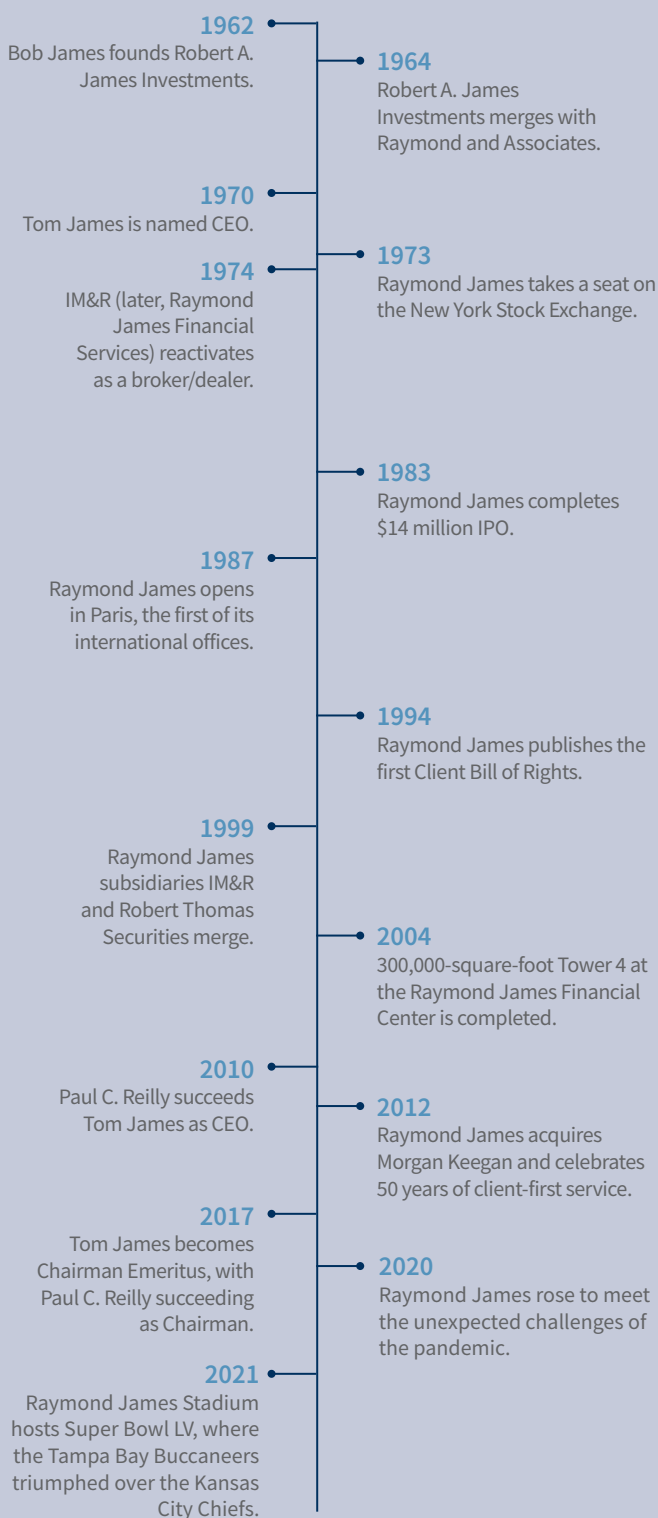 1962
Bob James founds Robert A.
James Investments.
1964
Robert A. James
Investments merges with
Raymond and Associates.
1970
Tom James is named CEO.
1973
Raymond James takes a seat on
the New York Stock Exchange.
1974
IM&R (later, Raymond
James Financial
Services) reactivates
as a broker/dealer.
1983
Raymond James completes
$14 million IPO.
1987
Raymond James opens
in Paris, the first of its
international offices.
1994
Raymond James publishes the
first Client Bill of Rights.
1999
Raymond James
subsidiaries IM&R
and Robert Thomas
Securities merge.
2004
300,000-square-foot Tower 4 at
the Raymond James Financial
Center is completed.
2010
Paul C. Reilly succeeds
Tom James as CEO.
2012
Raymond James acquires
Morgan Keegan and celebrates
50 years of client-first service.
2017
Tom James becomes
Chairman Emeritus, with
Paul C. Reilly succeeding
as Chairman.
2020
Raymond James rose to meet
the unexpected challenges of
the pandemic.
2021
Raymond James Stadium
hosts Super Bowl LV, where
the Tampa Bay Buccaneers
triumphed over the Kansas
City Chiefs.